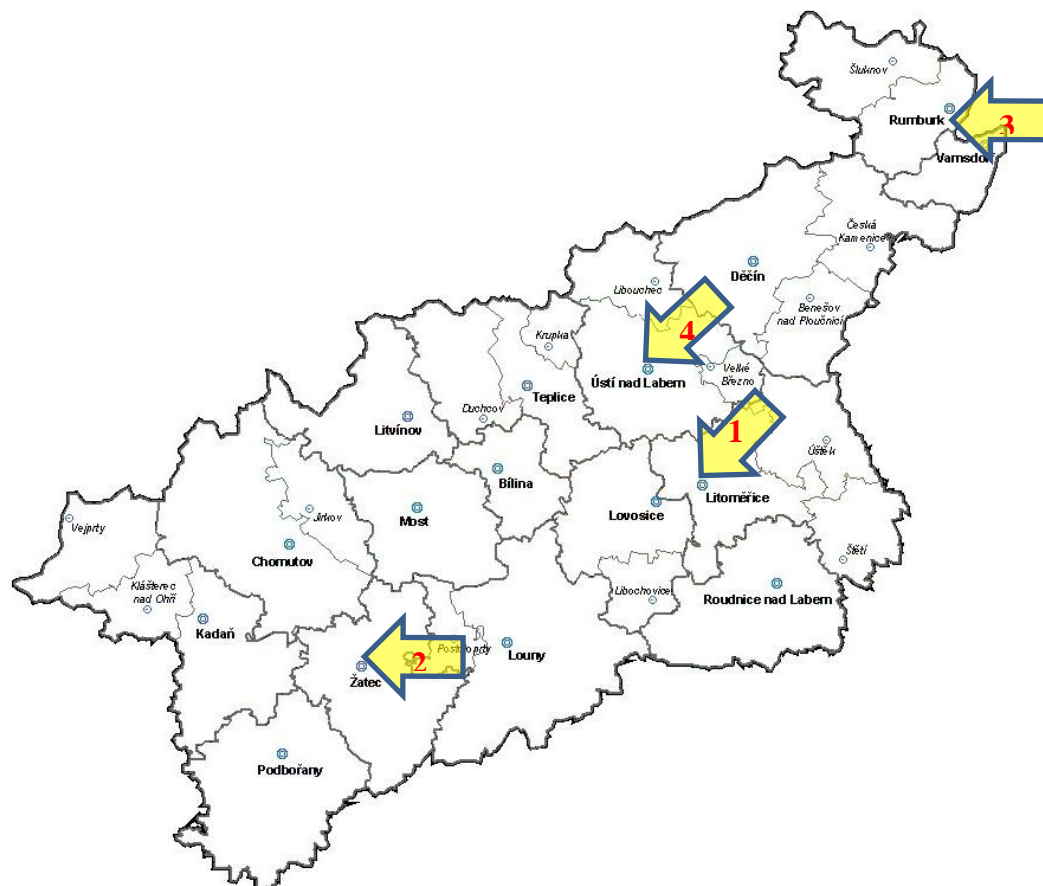 Šluknov
Rumburk
3
Varnsdorf
Česká
Kamenice
Děčín
Libouchec
Benešov
nad Ploučnicí
4
Krupka
Velké
Březno
Ústí nad Labem
Teplice
Duchcov
Litvínov
1
Úštěk
Bílina
Litoměřice
Lovosice
Most
Jirkov
Vejprty
Chomutov
Štětí
Klášterec
nad Ohří
Libochovice
Roudnice nad Labem
Kadaň
Postoloprty
Louny
2
Žatec
Podbořany